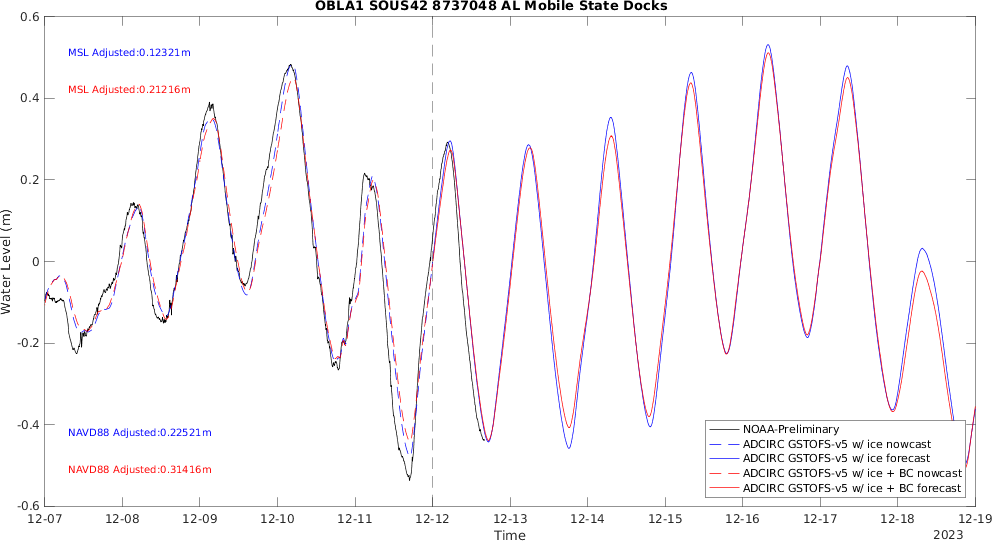 OBLA1 SOUS42 8737048 AL Mobile State Docks
0.6
0.4
0.2
0
-0.2
-0.4
-0.6
Water Level (m)
MSL Adjusted:0.12321m
MSL Adjusted:0.21216m
NAVD88 Adjusted:0.22521m
NAVD88 Adjusted:0.31416m
NOAA-Preliminary
ADCIRC GSTOFS-v5 w/ ice nowcast
ADCIRC GSTOFS-v5 w/ ice forecast
ADCIRC GSTOFS-v5 w/ ice + BC nowcast
ADCIRC GSTOFS-v5 w/ ice + BC forecast
12-07 12-08 12-09 12-10 12-11 12-12 12-13 12-14 12-15 12-16 12-17 12-18 12-19
Time
2023